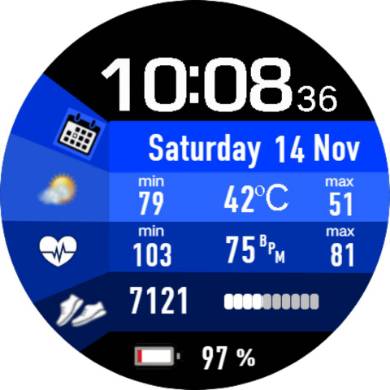 10:08 36
Saturday 14 Nov
min max
79 42°C 51
min max
103 75 BPM 81
7121
97 %